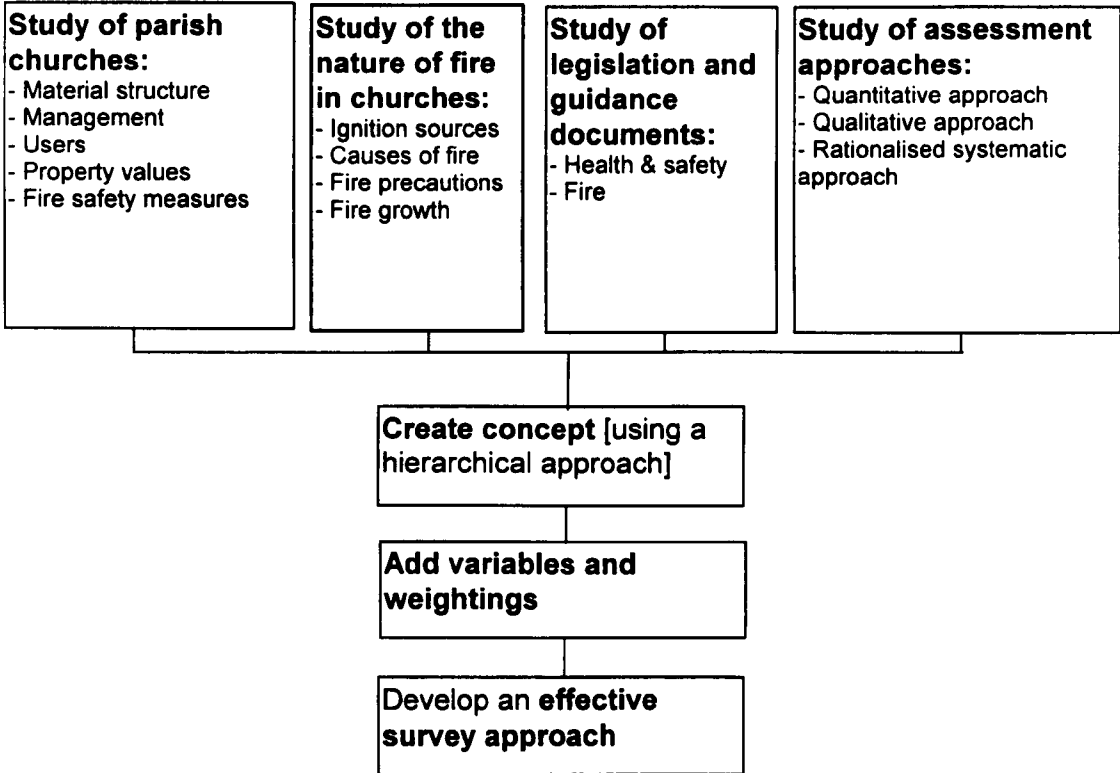 Study of parish
churches:
- Material structure
- Management
- Users
- Property values
- Fire safety measures
Study of the
nature of fire
in churches:
- Ignition sources
- Causes of fire
- Fire precautions
- Fire growth
Study of
legislation and
guidance
documents:
- Health & safety
- Fire
Study of assessment
approaches:
- Quantitative approach
- Qualitative approach
- Rationalised systematic
approach
Create concept [using a
hierarchical approach]
Add variables and
weightings
Develop an effective
survey approach